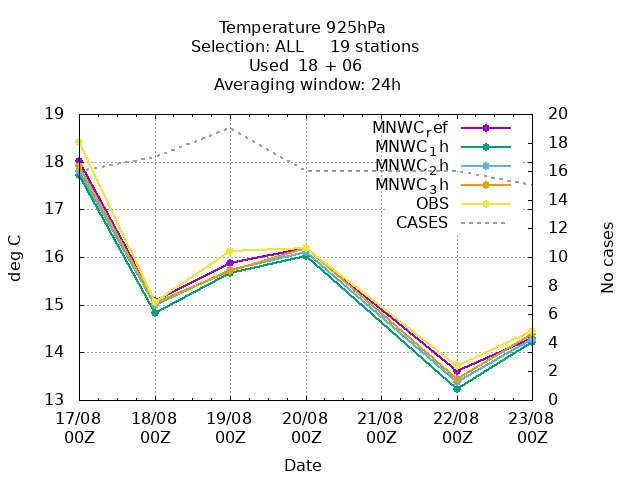 Temperature 925hPa
Selection: ALL 19 stations
Used 18 + 06
Averaging window: 24h
19
18
17
16
15
14
13
deg C
20
18
16
14
12
10
8
6
4
2
0
No cases
MNWC_ref
MNWC_1h
MNWC_2h
MNWC_3h
OBS
CASES
17/08 18/08 19/08 20/08 21/08 22/08 23/08
00Z 00Z 00Z 00Z 00Z 00Z 00Z
Date